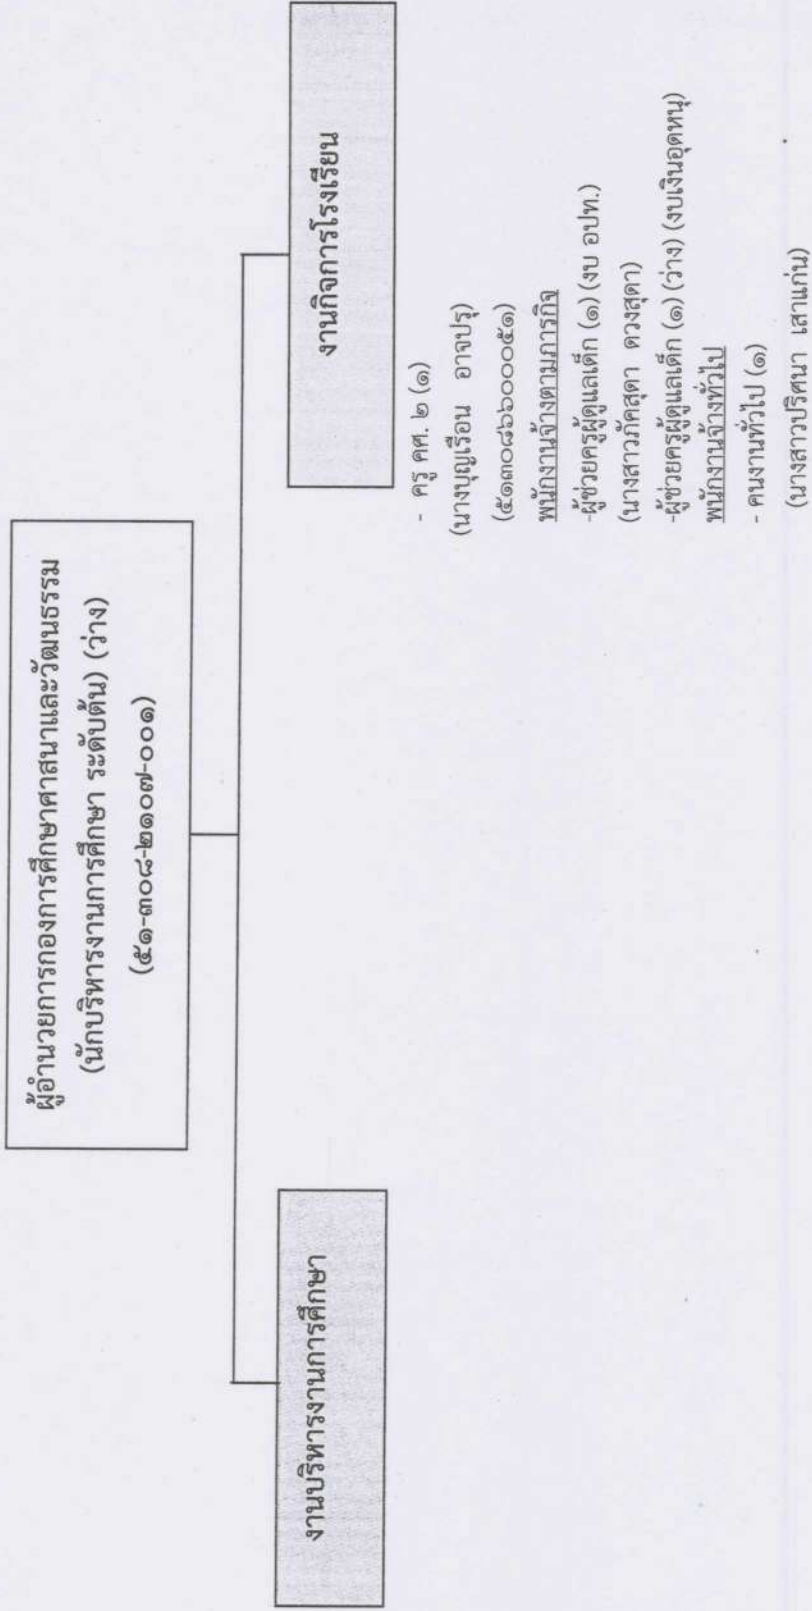 ผู้อำนวยการกองการศึกษาศาสนาและวัฒนธรรม
(นักบริหารงานการศึกษา ระดับต้น) (ว่าง)
(๕๑-๓๐๘-๒๑๐๗-๐๐๑)
งานบริหารงานการศึกษา
งานกิจการโรงเรียน
- ครู คศ. ๒ (๑)
(นางบุญเรือน อาจปรุ)
(๕๑๓๐๘๖๖๐๐๐๕๑)
พนักงานจ้างตามภารกิจ
-ผู้ช่วยครูผู้ดูแลเด็ก (๑) (งบ อปท.)
(นางสาวภัคสุดา ดวงสุดา)
-ผู้ช่วยครูผู้ดูแลเด็ก (๑) (ว่าง) (งบเงินอุดหนุ)
พนักงานจ้างทั่วไป
- คนงานทั่วไป (๑)
(นางสาวปริศนา เสาแก่น)